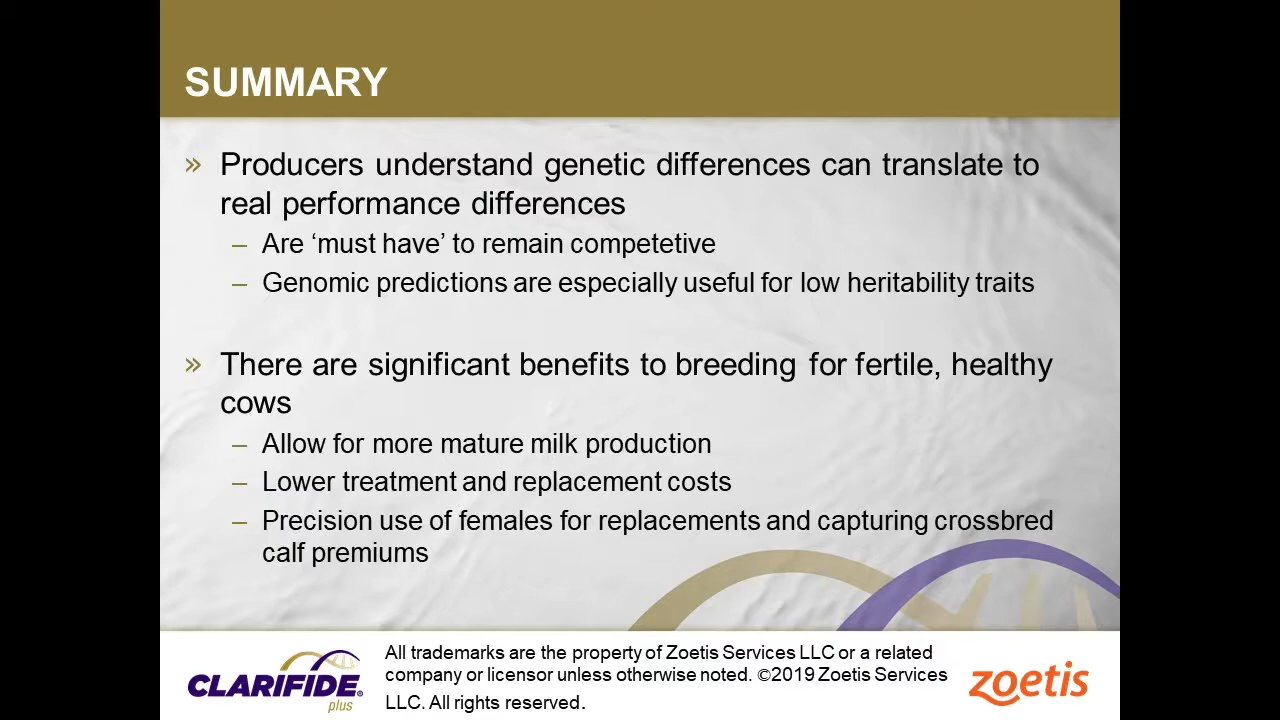 SUMMARY
» Producers understand genetic differences can translate to
real performance differences
– Are ‘must have’ to remain competetive
– Genomic predictions are especially useful for low heritability traits
» There are significant benefits to breeding for fertile, healthy
cows
– Allow for more mature milk production
– Lower treatment and replacement costs
– Precision use of females for replacements and capturing crossbred
calf premiums
CLARIFIDE®
plus
All trademarks are the property of Zoetis Services LLC or a related
company or licensor unless otherwise noted. ©2019 Zoetis Services
LLC. All rights reserved.
zoetis